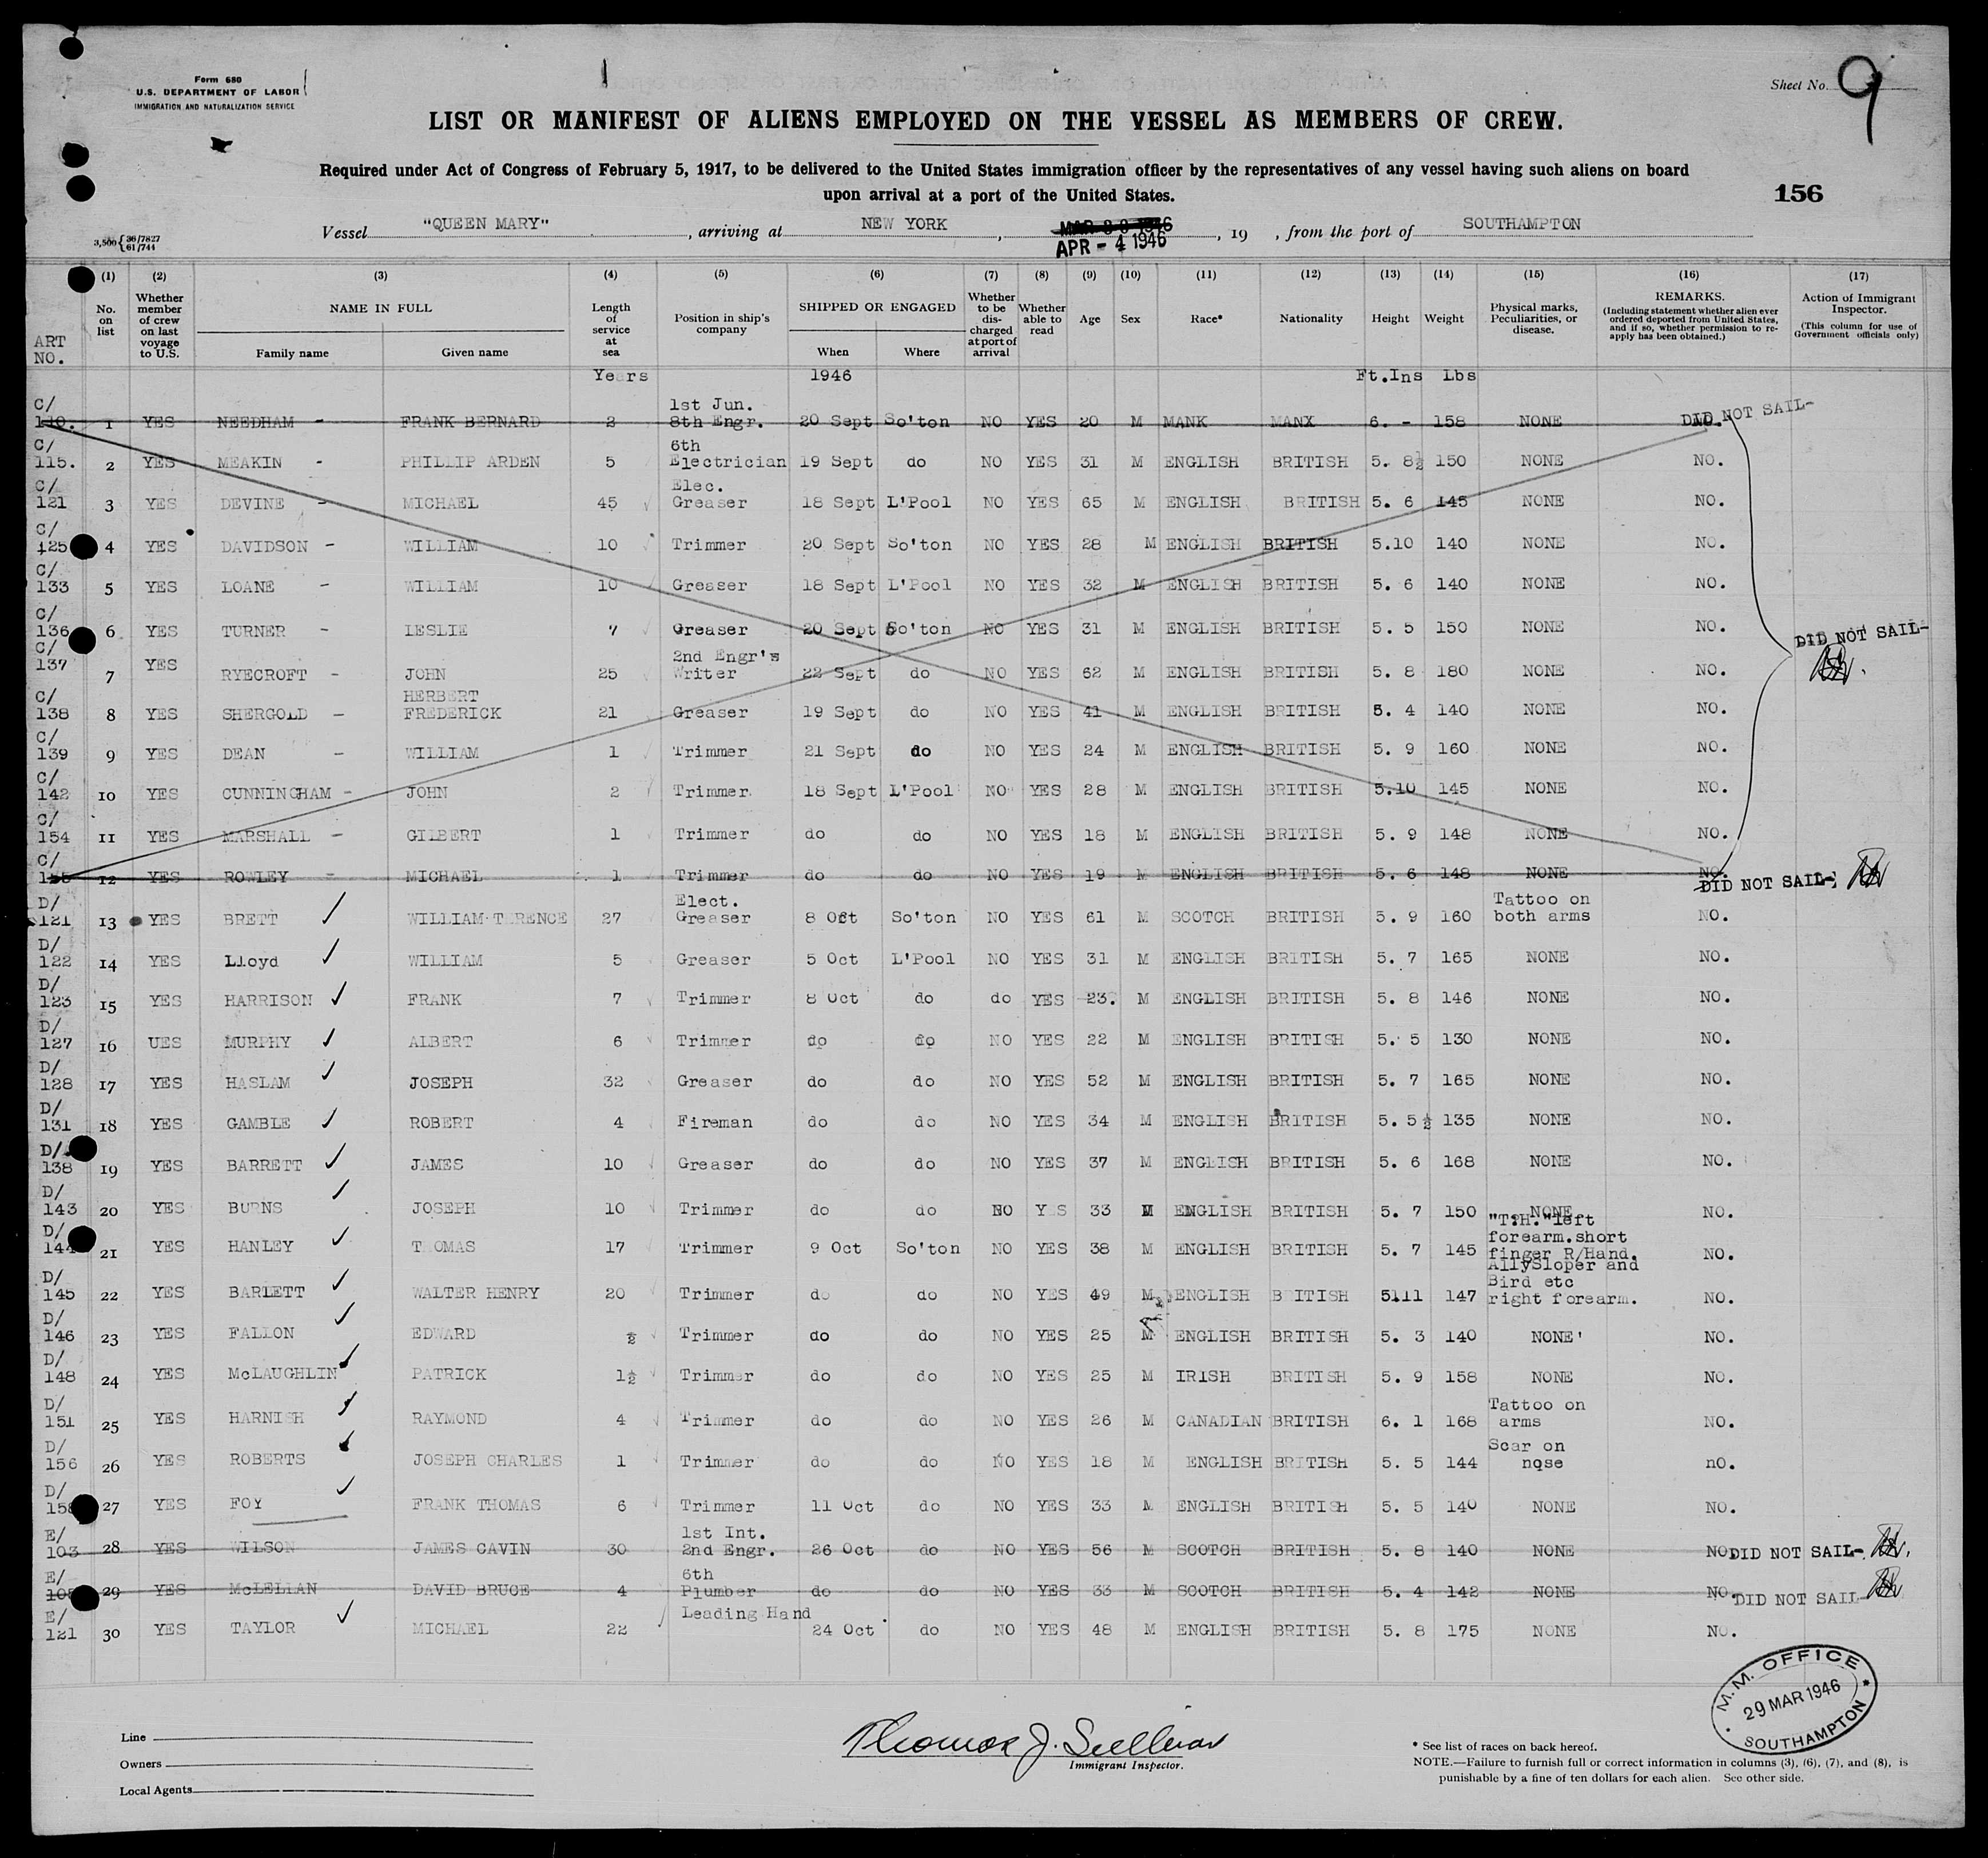 Form 680
U.S. DEPARTMENT OF LABOR
IMMIGRATION AND NATURALIZATION SERVICE
Sheet No. 9
LIST OR MANIFEST OF ALIENS EMPLOYED ON THE VESSEL AS MEMBERS OF CREW.
Required under Act of Congress of February 5, 1917, to be delivered to the United States immigration officer by the representatives of any vessel having such aliens on board
upon arrival at a port of the United States.
156
3,500 { 36/7827 61/744
Vessel "QUEEN MARY" , arriving at NEW YORK , MAR 30 1946 , 19 , from the port of SOUTHAMPTON
APR - 4 1946
(1) (2) (3) (4) (5) (6) (7) (8) (9) (10) (11) (12) (13) (14) (15) (16) (17)
ART NO. No. on list Whether member of crew on last voyage to U.S. NAME IN FULL Family name Given name Length of service at sea Position in ship's company SHIPPED OR ENGAGED When Where Whether to be discharged at port of arrival Whether able to read Age Sex Race* Nationality Height Weight Physical marks, Peculiarities, or disease. REMARKS. (Including statement whether alien ever ordered deported from United States, and if so, whether permission to re-apply has been obtained.) Action of Immigrant Inspector. (This column for use of Government officials only)
Years 1946 Ft.Ins Lbs
C/ 110. 1 YES NEEDHAM - FRANK BERNARD 2 1st Jun. 8th Engr. 20 Sept So'ton NO YES 20 M MANK MANX 6. - 158 NONE NO. DID NOT SAIL-
C/ 115. 2 YES MEAKIN - PHILLIP ARDEN 5 6th Electrician 19 Sept do NO YES 31 M ENGLISH BRITISH 5. 8½ 150 NONE NO.
C/ 121 3 YES DEVINE - MICHAEL 45 Elec. Greaser 18 Sept L'Pool NO YES 65 M ENGLISH BRITISH 5. 6 145 NONE NO.
C/ 125 4 YES DAVIDSON - WILLIAM 10 Trimmer 20 Sept So'ton NO YES 28 M ENGLISH BRITISH 5.10 140 NONE NO.
C/ 133 5 YES LOANE - WILLIAM 10 Greaser 18 Sept L'Pool NO YES 32 M ENGLISH BRITISH 5. 6 140 NONE NO.
C/ 136 6 YES TURNER - LESLIE 7 Greaser 20 Sept So'ton NO YES 31 M ENGLISH BRITISH 5. 5 150 NONE NO. DID NOT SAIL-
C/ 137 7 YES RYECROFT - JOHN 25 2nd Engr's Writer 22 Sept do NO YES 62 M ENGLISH BRITISH 5. 8 180 NONE NO.
C/ 138 8 YES SHERGOLD - HERBERT FREDERICK 21 Greaser 19 Sept do NO YES 41 M ENGLISH BRITISH 5. 4 140 NONE NO.
C/ 139 9 YES DEAN - WILLIAM 1 Trimmer 21 Sept do NO YES 24 M ENGLISH BRITISH 5. 9 160 NONE NO.
C/ 142 10 YES CUNNINGHAM - JOHN 2 Trimmer 18 Sept L'Pool NO YES 28 M ENGLISH BRITISH 5.10 145 NONE NO.
C/ 154 11 YES MARSHALL - GILBERT 1 Trimmer do do NO YES 18 M ENGLISH BRITISH 5. 9 148 NONE NO.
C/ 12 YES ROWLEY - MICHAEL 1 Trimmer do do NO YES 19 M ENGLISH BRITISH 5. 6 148 NONE NO. DID NOT SAIL-
D/ 121 13 YES BRETT WILLIAM TERENCE 27 Elect. Greaser 8 Oct So'ton NO YES 61 M SCOTCH BRITISH 5. 9 160 Tattoo on both arms NO.
D/ 122 14 YES Lloyd WILLIAM 5 Greaser 5 Oct L'Pool NO YES 31 M ENGLISH BRITISH 5. 7 165 NONE NO.
D/ 123 15 YES HARRISON FRANK 7 Trimmer 8 Oct do do YES 23. M ENGLISH BRITISH 5. 8 146 NONE NO.
D/ 127 16 UES MURPHY ALBERT 6 Trimmer do do NO YES 22 M ENGLISH BRITISH 5. 5 130 NONE NO.
D/ 128 17 YES HASLAM JOSEPH 32 Greaser do do NO YES 52 M ENGLISH BRITISH 5. 7 165 NONE NO.
D/ 131 18 YES GAMBLE ROBERT 4 Fireman do do NO YES 34 M ENGLISH BRITISH 5. 5½ 135 NONE NO.
D/ 138 19 YES BARRETT JAMES 10 Greaser do do NO YES 37 M ENGLISH BRITISH 5. 6 168 NONE NO.
D/ 143 20 YES BURNS JOSEPH 10 Trimmer do do NO YES 33 M ENGLISH BRITISH 5. 7 150 NONE NO.
D/ 144 21 YES HANLEY THOMAS 17 Trimmer 9 Oct So'ton NO YES 38 M ENGLISH BRITISH 5. 7 145 "T.H." left forearm.short finger R/Hand. NO.
D/ 145 22 YES BARLETT WALTER HENRY 20 Trimmer do do NO YES 49 M ENGLISH BRITISH 5111 147 AllySloper and Bird etc right forearm. NO.
D/ 146 23 YES FALLON EDWARD ½ Trimmer do do NO YES 25 M ENGLISH BRITISH 5. 3 140 NONE' NO.
D/ 148 24 YES McLAUGHLIN PATRICK 1½ Trimmer do do NO YES 25 M IRISH BRITISH 5. 9 158 NONE NO.
D/ 151 25 YES HARNISH RAYMOND 4 Trimmer do do NO YES 26 M CANADIAN BRITISH 6. 1 168 Tattoo on arms NO.
D/ 156 26 YES ROBERTS JOSEPH CHARLES 1 Trimmer do do NO YES 18 M ENGLISH BRITISH 5. 5 144 Scar on nose nO.
D/ 158 27 YES FOY FRANK THOMAS 6 Trimmer 11 Oct do NO YES 33 M ENGLISH BRITISH 5. 5 140 NONE NO.
E/ 103 28 YES WILSON JAMES GAVIN 30 1st Int. 2nd Engr. 26 Oct do NO YES 56 M SCOTCH BRITISH 5. 8 140 NONE NO. DID NOT SAIL-
E/ 105 29 YES McLELLAN DAVID BRUCE 4 6th Plumber do do NO YES 33 M SCOTCH BRITISH 5. 4 142 NONE NO. DID NOT SAIL-
E/ 121 30 YES TAYLOR MICHAEL 22 Leading Hand 24 Oct do NO YES 48 M ENGLISH BRITISH 5. 8 175 NONE NO.
M.M. OFFICE
29 MAR 1946
SOUTHAMPTON
Line
Owners
Local Agents
Thomas J. Sullivan
Immigrant Inspector.
* See list of races on back hereof.
NOTE.—Failure to furnish full or correct information in columns (3), (6), (7), and (8), is
punishable by a fine of ten dollars for each alien. See other side.